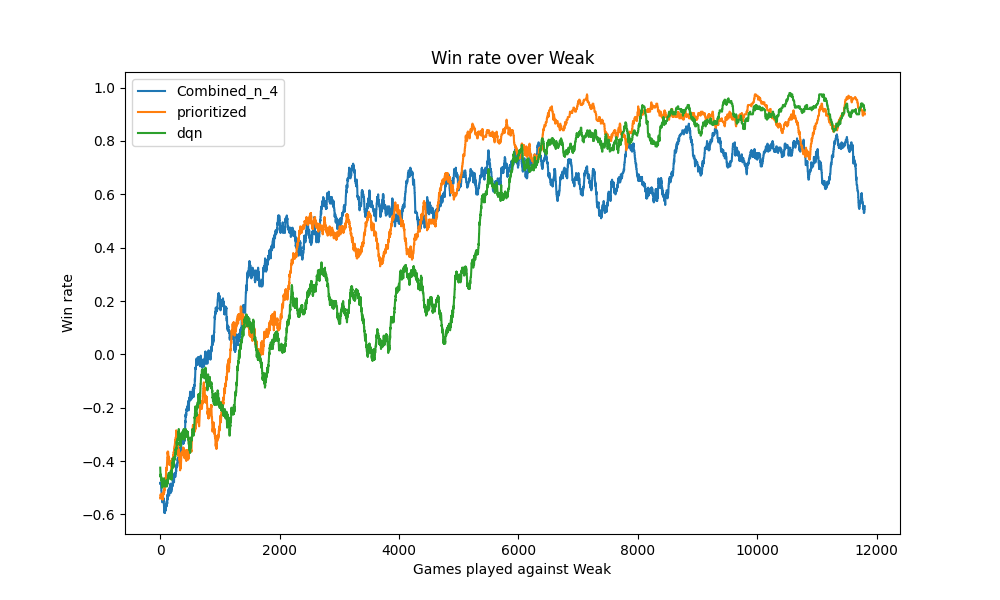 Win rate over Weak
Combined_n_4
prioritized
dqn
1.0
0.8
0.6
0.4
0.2
0.0
−0.2
−0.4
−0.6
Win rate
0 2000 4000 6000 8000 10000 12000
Games played against Weak